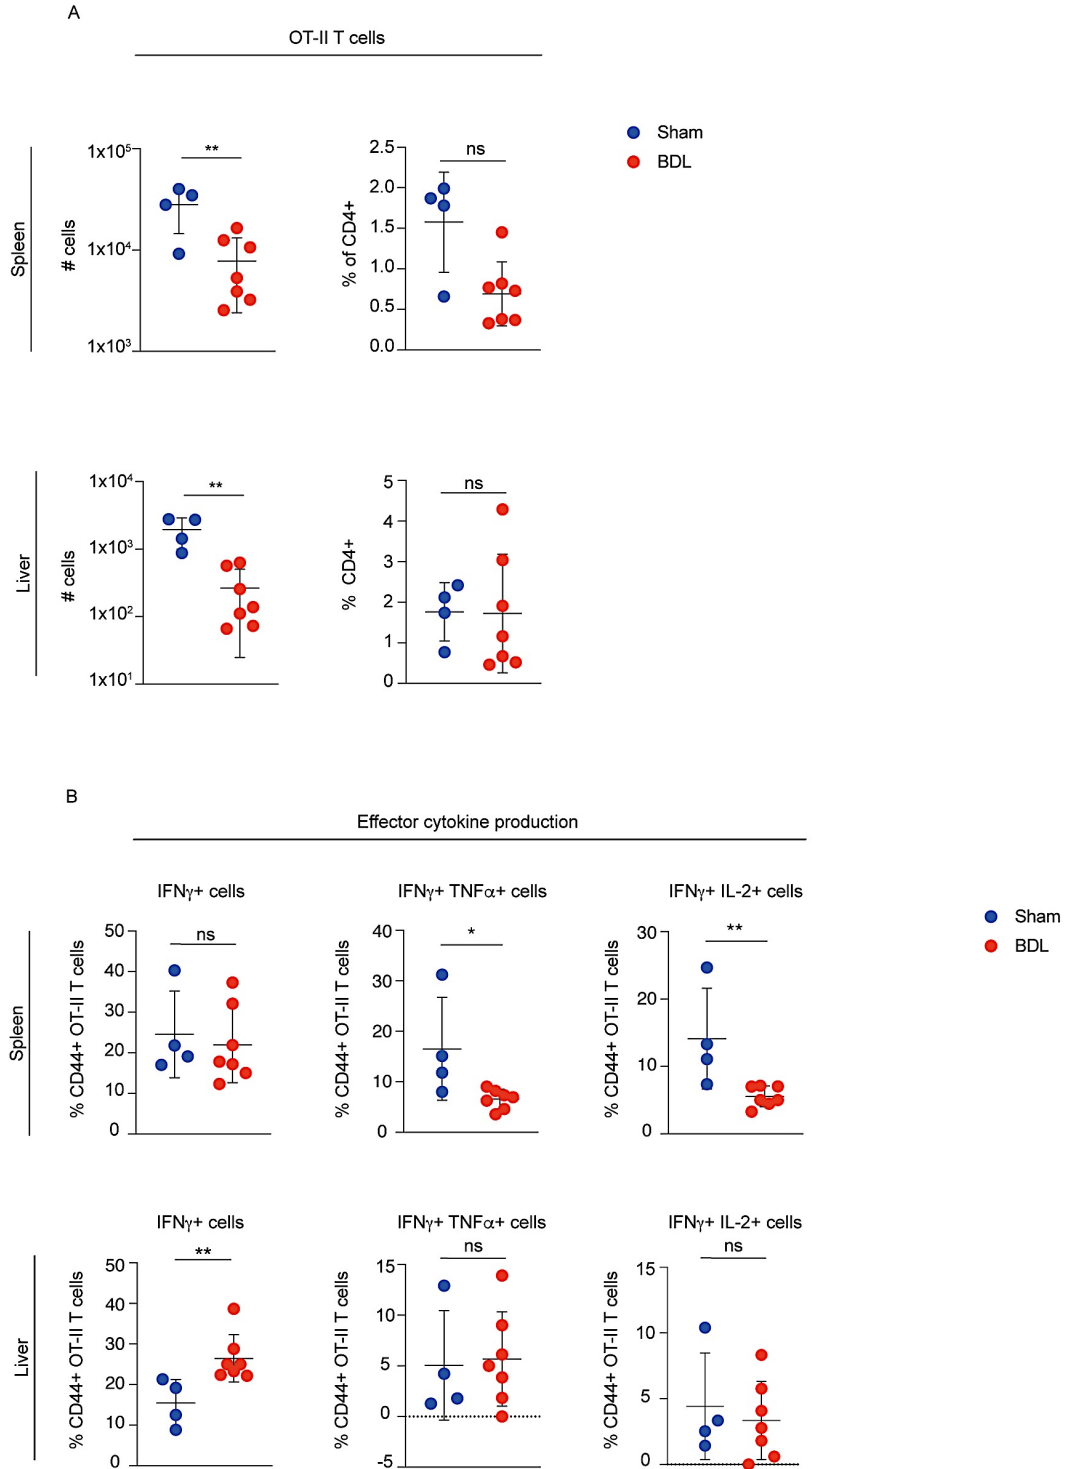 A
OT-II T cells
Sham
BDL
Spleen
# cells
1x10⁵
1x10⁴
1x10³
**
% of CD4+
2.5
2.0
1.5
1.0
0.5
0.0
ns
Liver
# cells
1x10⁴
1x10³
1x10²
1x10¹
**
% CD4+
5
4
3
2
1
0
ns
B
Effector cytokine production
Sham
BDL
Spleen
IFNγ+ cells
% CD44+ OT-II T cells
50
40
30
20
10
0
ns
IFNγ+ TNFα+ cells
% CD44+ OT-II T cells
40
30
20
10
0
*
IFNγ+ IL-2+ cells
% CD44+ OT-II T cells
30
20
10
0
**
Liver
IFNγ+ cells
% CD44+ OT-II T cells
50
40
30
20
10
0
**
IFNγ+ TNFα+ cells
% CD44+ OT-II T cells
15
10
5
0
-5
ns
IFNγ+ IL-2+ cells
% CD44+ OT-II T cells
15
10
5
0
ns